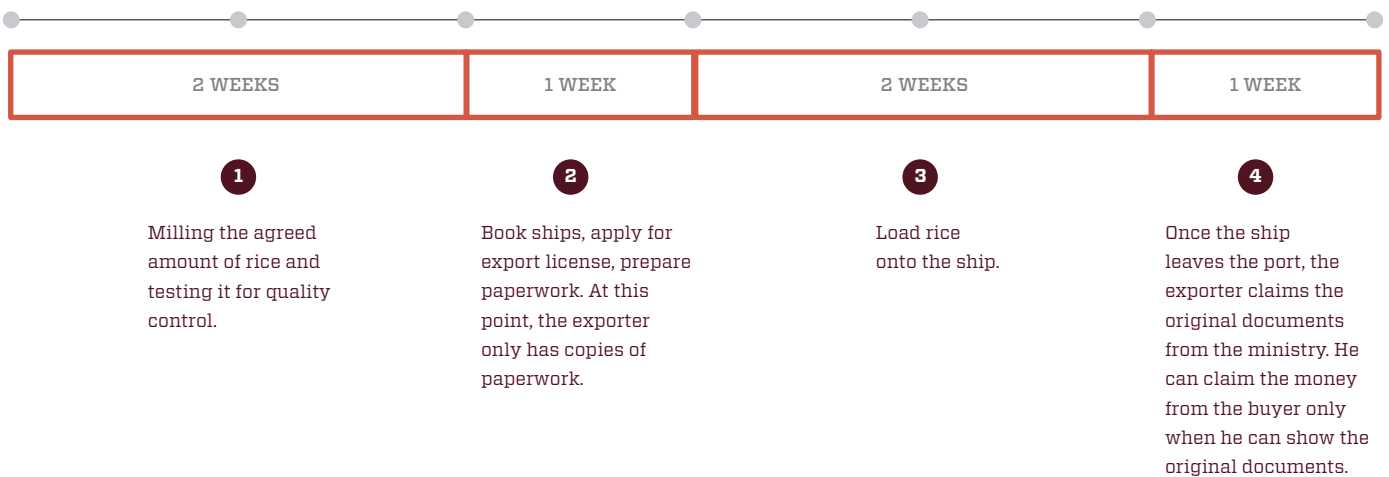 2 WEEKS
1 WEEK
2 WEEKS
1 WEEK
1
Milling the agreed
amount of rice and
testing it for quality
control.
2
Book ships, apply for
export license, prepare
paperwork. At this
point, the exporter
only has copies of
paperwork.
3
Load rice
onto the ship.
4
Once the ship
leaves the port, the
exporter claims the
original documents
from the ministry. He
can claim the money
from the buyer only
when he can show the
original documents.